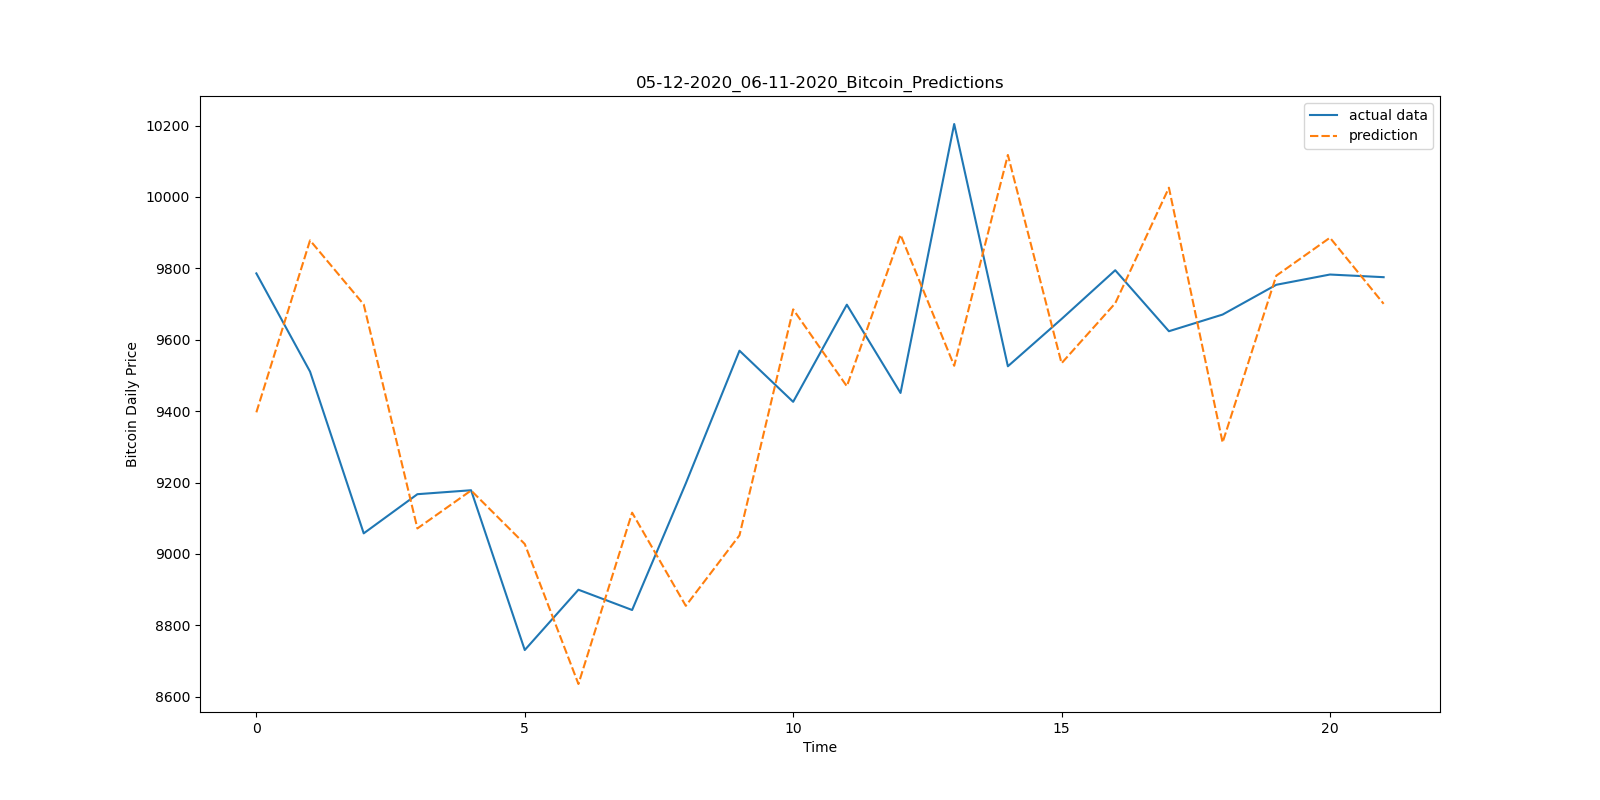 05-12-2020_06-11-2020_Bitcoin_Predictions
actual data
prediction
10200
10000
9800
9600
9400
9200
9000
8800
8600
Bitcoin Daily Price
0 5 10 15 20
Time